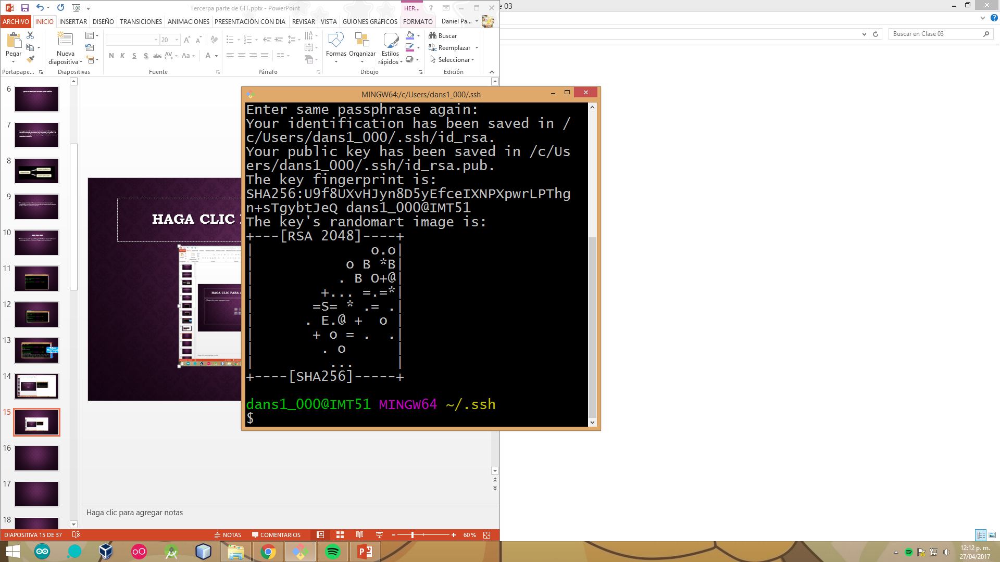 Tercerpa parte de GIT.pptx - PowerPoint
HER...
e 03
ARCHIVO INICIO INSERTAR DISEÑO TRANSICIONES ANIMACIONES PRESENTACIÓN CON DIA REVISAR VISTA GUIONES GRáFICOS FORMATO Daniel Pa...
Buscar en Clase 03
20
Pegar
Nueva
diapositiva
N K S S abc AV Aa A
Formas Organizar Estilos
rápidos
Buscar
Reemplazar
Seleccionar
Portapape... Diapositivas Fuente Párrafo Dibujo Edición
6
7
8
9
10
11
12
13
14
15
16
17
18
HAGA CLIC
HAGA CLIC PARA A
MINGW64:/c/Users/dans1_000/.ssh
Enter same passphrase again:
Your identification has been saved in /
c/Users/dans1_000/.ssh/id_rsa.
Your public key has been saved in /c/Us
ers/dans1_000/.ssh/id_rsa.pub.
The key fingerprint is:
SHA256:U9f8UXvHJyn8D5yEfceIXNPXpwrLPThg
n+sTgybtJeQ dans1_000@IMT51
The key's randomart image is:
+---[RSA 2048]----+
|              o.o|
|           o B *B|
|          . B O+@|
|        +... =.=*|
|       =S= * .= .|
|      . E.@ +  o |
|       + o = .  .|
|        . o      |
|         ...     |
+----[SHA256]-----+
dans1_000@IMT51 MINGW64 ~/.ssh
$
Haga clic para agregar notas
DIAPOSITIVA 15 DE 37 NOTAS COMENTARIOS 60 %
12:12 p. m.
27/04/2017